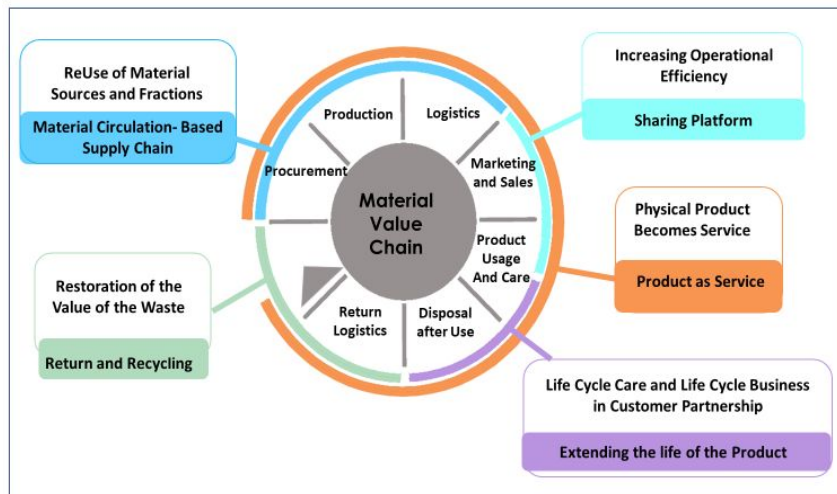 ReUse of Material
Sources and Fractions
Material Circulation- Based
Supply Chain
Increasing Operational
Efficiency
Sharing Platform
Production
Logistics
Procurement
Marketing
and Sales
Material
Value
Chain
Product
Usage
And Care
Return
Logistics
Disposal
after Use
Physical Product
Becomes Service
Product as Service
Restoration of the
Value of the Waste
Return and Recycling
Life Cycle Care and Life Cycle Business
in Customer Partnership
Extending the life of the Product